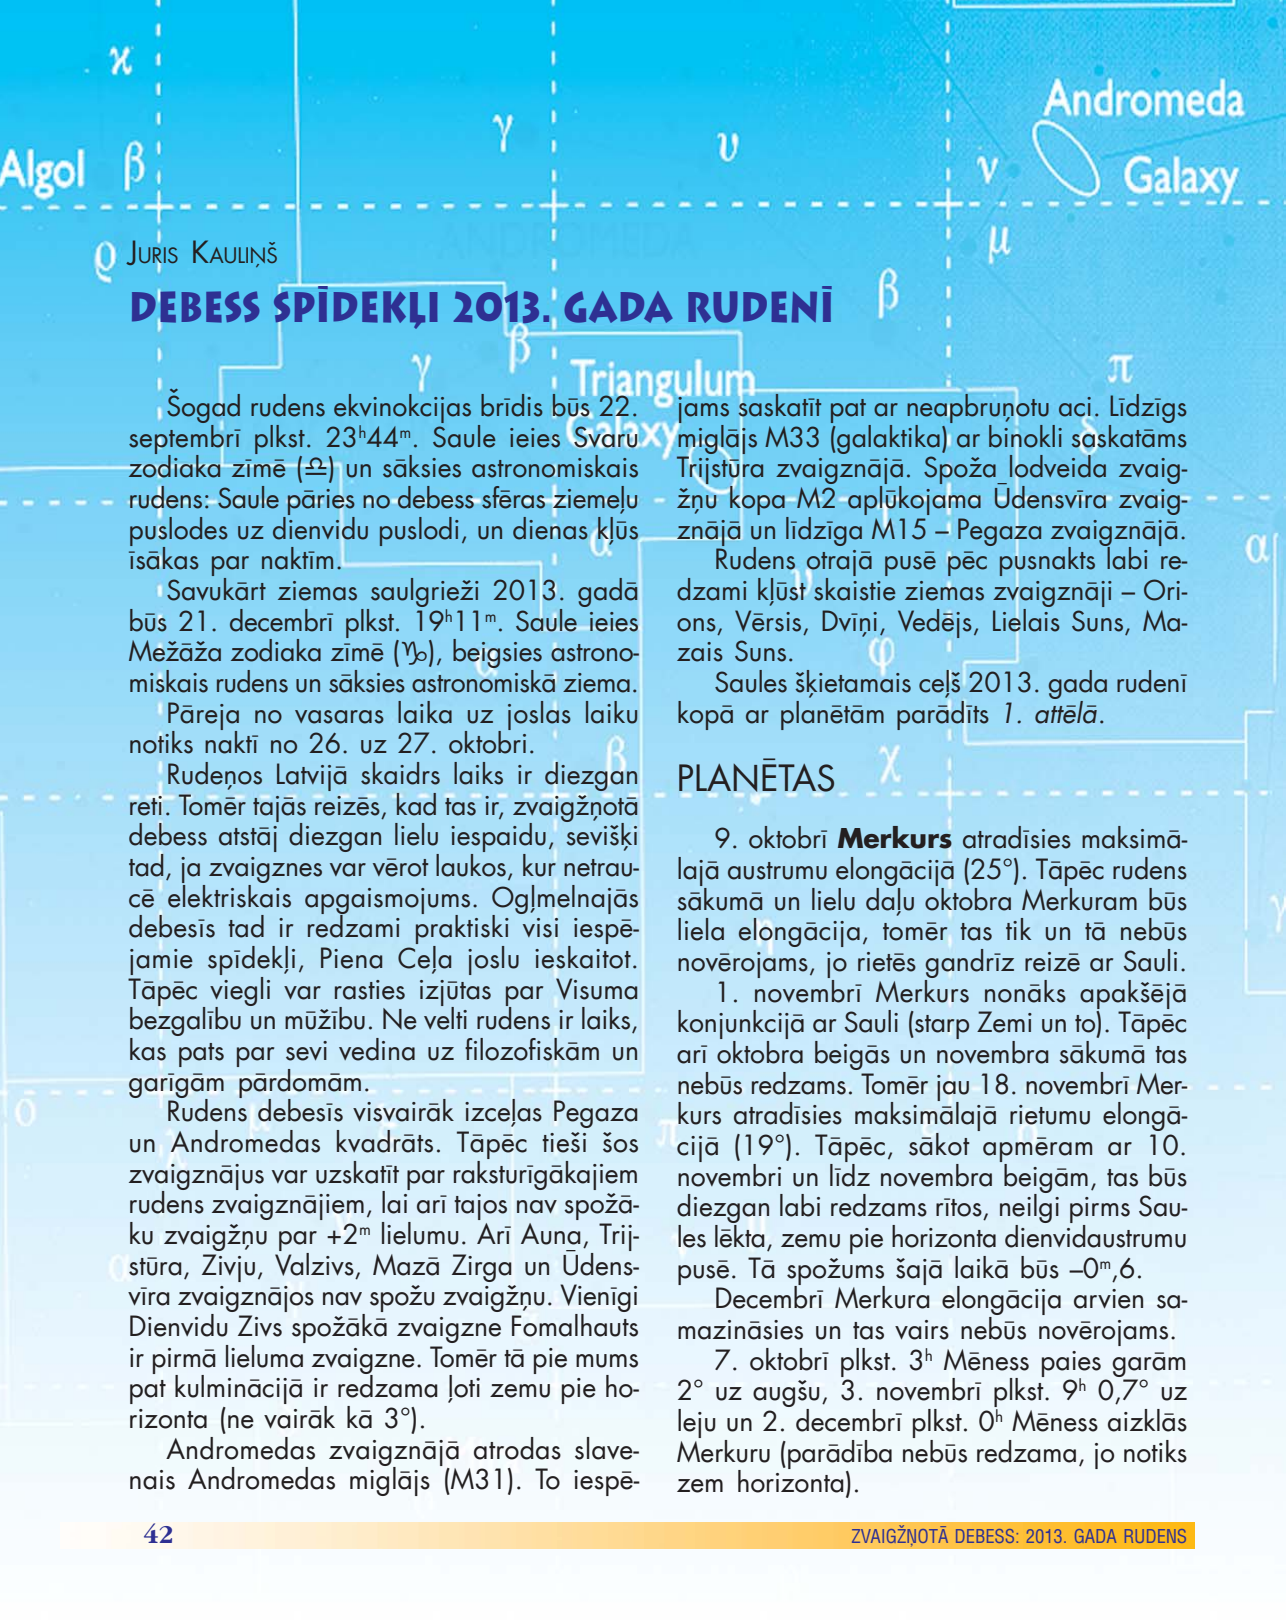 ϰ
Andromeda
γ
υ
Algol β
ν
Galaxy
μ
ϱ
JURIS KAULIŅŠ
β
DEBESS SPĪDEKĻI 2013. GADA RUDENĪ
β
γ
π
Triangulum
Galaxy
δ
Šogad rudens ekvinokcijas brīdis būs 22.
septembrī plkst. 23ʰ44ᵐ. Saule ieies Svaru
zodiaka zīmē (♎) un sāksies astronomiskais
rudens: Saule pāries no debess sfēras ziemeļu
puslodes uz dienvidu puslodi, un dienas kļūs
īsākas par naktīm.
Savukārt ziemas saulgrieži 2013. gadā
būs 21. decembrī plkst. 19ʰ11ᵐ. Saule ieies
Mežāža zodiaka zīmē (♑), beigsies astrono-
miskais rudens un sāksies astronomiskā ziema.
Pāreja no vasaras laika uz joslas laiku
notiks naktī no 26. uz 27. oktobri.
Rudeņos Latvijā skaidrs laiks ir diezgan
reti. Tomēr tajās reizēs, kad tas ir, zvaigžņotā
debess atstāj diezgan lielu iespaidu, sevišķi
tad, ja zvaigznes var vērot laukos, kur netrau-
cē elektriskais apgaismojums. Ogļmelnajās
debesīs tad ir redzami praktiski visi iespē-
jamie spīdekļi, Piena Ceļa joslu ieskaitot.
Tāpēc viegli var rasties izjūtas par Visuma
bezgalību un mūžību. Ne velti rudens ir laiks,
kas pats par sevi vedina uz filozofiskām un
garīgām pārdomām.
Rudens debesīs visvairāk izceļas Pegaza
un Andromedas kvadrāts. Tāpēc tieši šos
zvaigznājus var uzskatīt par raksturīgākajiem
rudens zvaigznājiem, lai arī tajos nav spožā-
ku zvaigžņu par +2ᵐ lielumu. Arī Auna, Trij-
stūra, Zivju, Valzivs, Mazā Zirga un Ūdens-
vīra zvaigznājos nav spožu zvaigžņu. Vienīgi
Dienvidu Zivs spožākā zvaigzne Fomalhauts
ir pirmā lieluma zvaigzne. Tomēr tā pie mums
pat kulminācijā ir redzama ļoti zemu pie ho-
rizonta (ne vairāk kā 3°).
Andromedas zvaigznājā atrodas slave-
nais Andromedas miglājs (M31). To iespē-
jams saskatīt pat ar neapbruņotu aci. Līdzīgs
miglājs M33 (galaktika) ar binokli saskatāms
Trijstūra zvaigznājā. Spoža lodveida zvaig-
žņu kopa M2 aplūkojama Ūdensvīra zvaig-
znājā un līdzīga M15 – Pegaza zvaigznājā.
Rudens otrajā pusē pēc pusnakts labi re-
dzami kļūst skaistie ziemas zvaigznāji – Ori-
ons, Vērsis, Dvīņi, Vedējs, Lielais Suns, Ma-
zais Suns.
Saules šķietamais ceļš 2013. gada rudenī
kopā ar planētām parādīts 1. attēlā.
PLANĒTAS
9. oktobrī Merkurs atradīsies maksimā-
lajā austrumu elongācijā (25°). Tāpēc rudens
sākumā un lielu daļu oktobra Merkuram būs
liela elongācija, tomēr tas tik un tā nebūs
novērojams, jo rietēs gandrīz reizē ar Sauli.
1. novembrī Merkurs nonāks apakšējā
konjunkcijā ar Sauli (starp Zemi un to). Tāpēc
arī oktobra beigās un novembra sākumā tas
nebūs redzams. Tomēr jau 18. novembrī Mer-
kurs atradīsies maksimālajā rietumu elongā-
cijā (19°). Tāpēc, sākot apmēram ar 10.
novembri un līdz novembra beigām, tas būs
diezgan labi redzams rītos, neilgi pirms Sau-
les lēkta, zemu pie horizonta dienvidaustrumu
pusē. Tā spožums šajā laikā būs –0ᵐ,6.
Decembrī Merkura elongācija arvien sa-
mazināsies un tas vairs nebūs novērojams.
7. oktobrī plkst. 3ʰ Mēness paies garām
2° uz augšu, 3. novembrī plkst. 9ʰ 0,7° uz
leju un 2. decembrī plkst. 0ʰ Mēness aizklās
Merkuru (parādība nebūs redzama, jo notiks
zem horizonta).
α
φ
χ
β
42
ZVAIGŽŅOTĀ DEBESS: 2013. GADA RUDENS